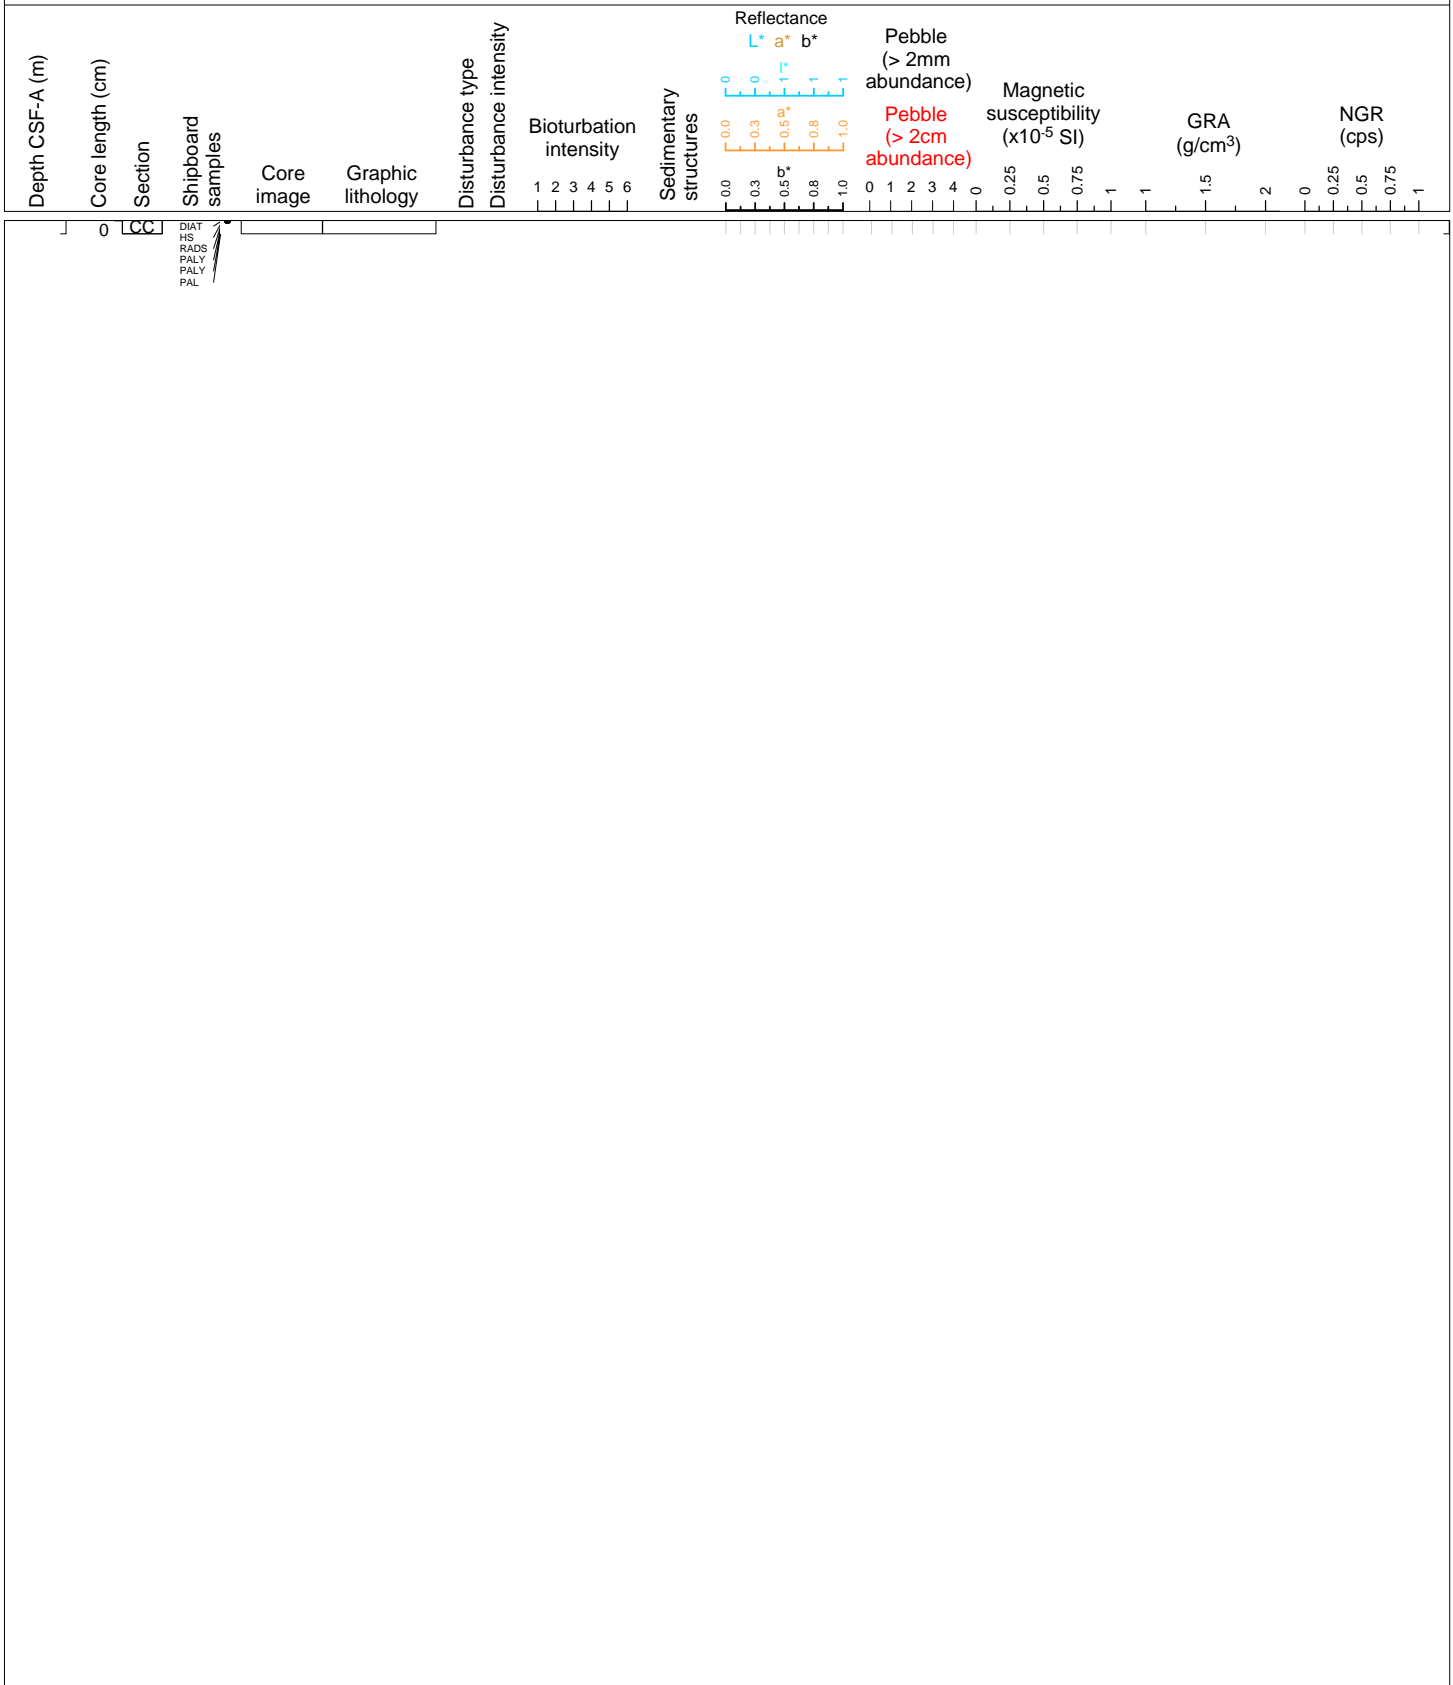 Depth CSF-A (m)
Core length (cm)
Section
Shipboard
samples
Core
image
Graphic
lithology
Disturbance type
Disturbance intensity
Bioturbation
intensity
1 2 3 4 5 6
Sedimentary
structures
Reflectance
L* a* b*
l*
0 0 1 1 1
a*
0.0 0.3 0.5 0.8 1.0
b*
0.0 0.3 0.5 0.8 1.0
Pebble
(> 2mm
abundance)
Pebble
(> 2cm
abundance)
0 1 2 3 4
Magnetic
susceptibility
(x10-5 SI)
0 0.25 0.5 0.75 1
GRA
(g/cm3)
1 1.5 2
NGR
(cps)
0 0.25 0.5 0.75 1
0
CC
DIAT
HS
RADS
PALY
PALY
PAL